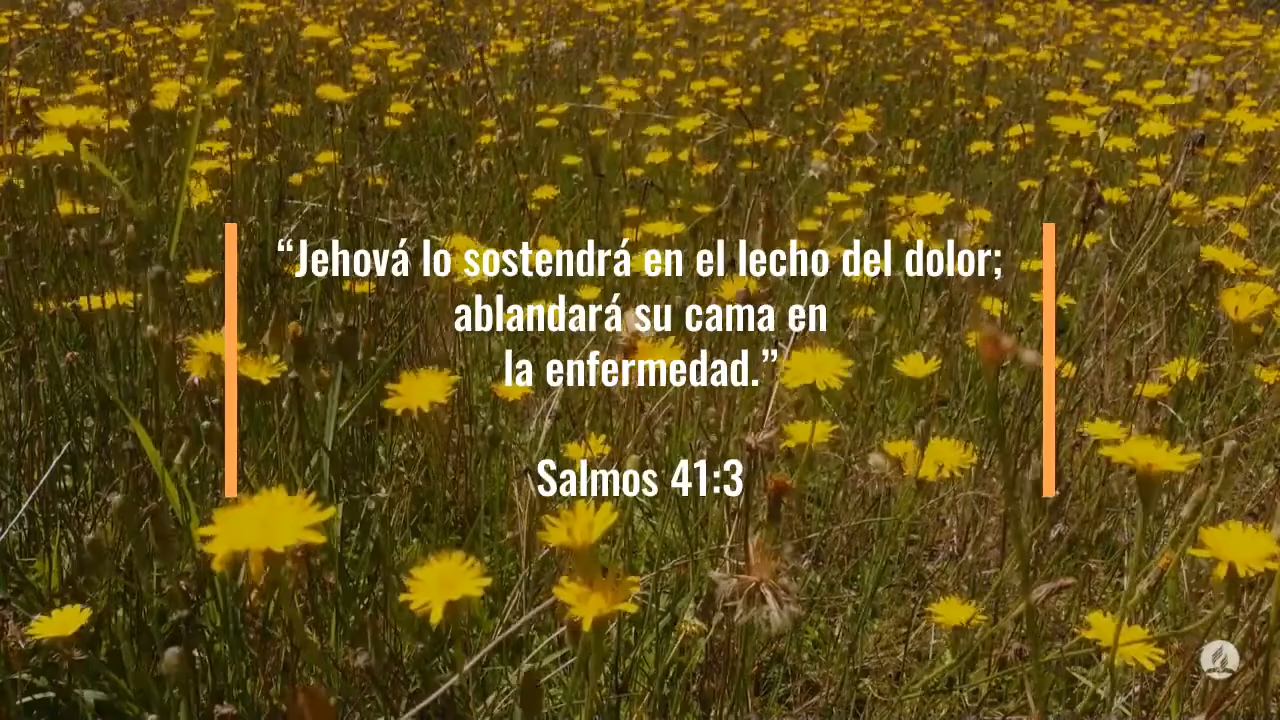 “Jehová lo sostendrá en el lecho del dolor;
ablandará su cama en
la enfermedad.”
Salmos 41:3